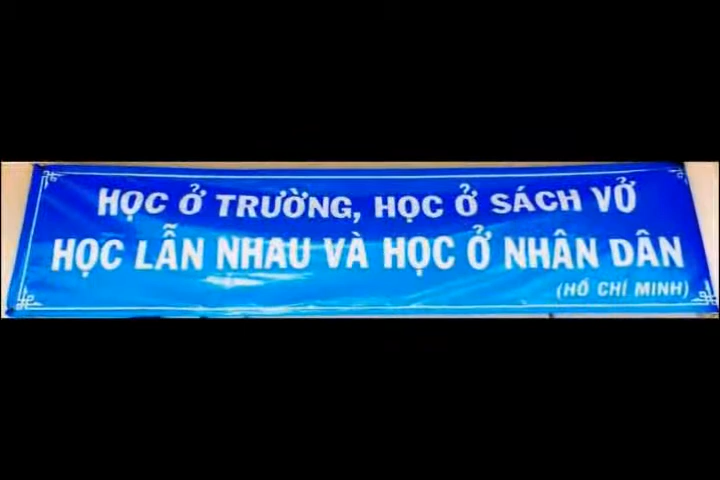 HỌC Ở TRƯỜNG, HỌC Ở SÁCH VỞ
HỌC LẪN NHAU VÀ HỌC Ở NHÂN DÂN
(HỒ CHÍ MINH)